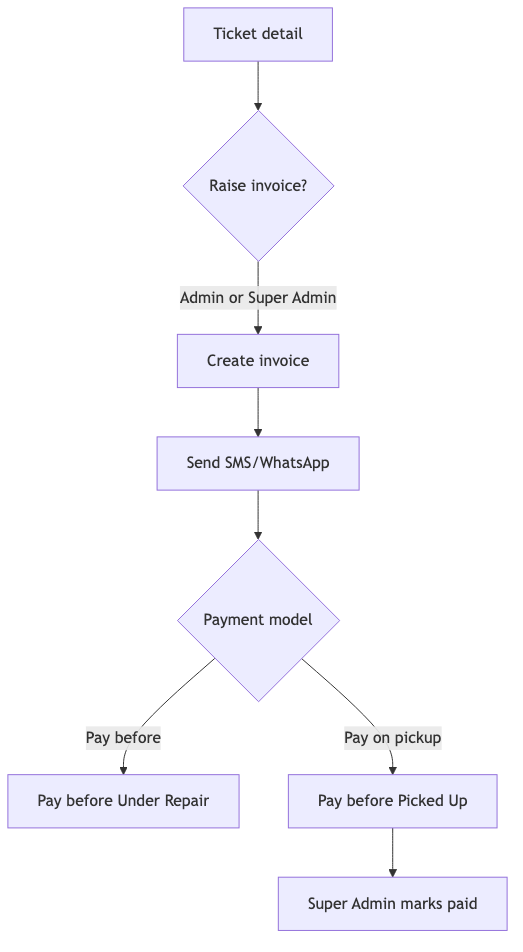 Ticket detail
Raise invoice?
Admin or Super Admin
Create invoice
Send SMS/WhatsApp
Payment model
Pay before
Pay on pickup
Pay before Under Repair
Pay before Picked Up
Super Admin marks paid